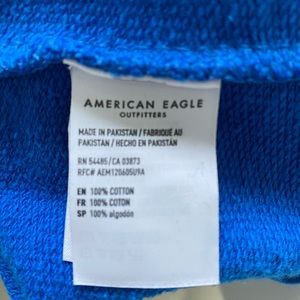 AMERICAN EAGLE
OUTFITTERS
MADE IN PAKISTAN / FABRIQUÉ AU
PAKISTAN / HECHO EN PAKISTÁN
RN 54485/CA 03873
RFC# AEM120605U9A
EN 100% COTTON
FR 100% COTON
SP 100% algodón